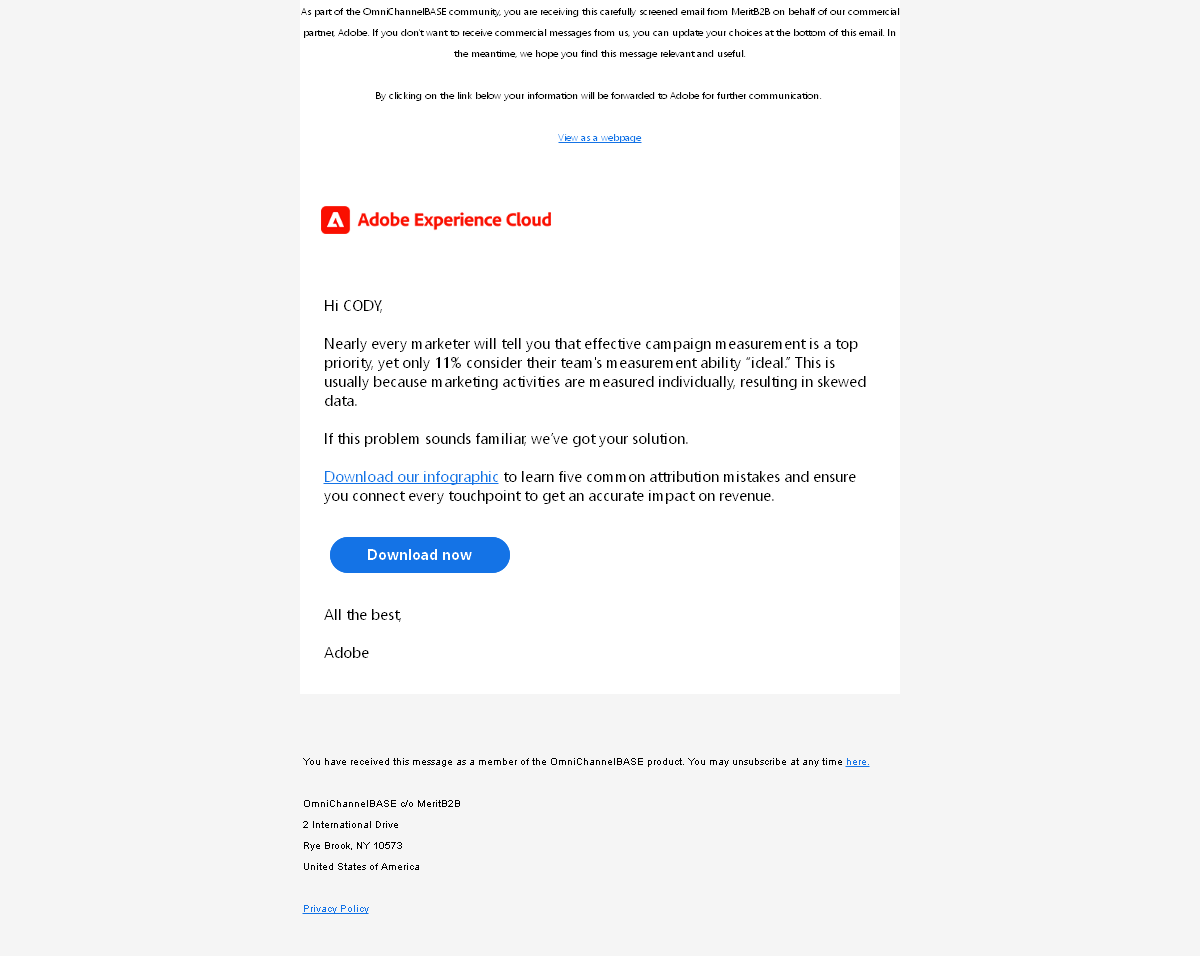 As part of the OmniChannelBASE community, you are receiving this carefully screened email from MeritB2B on behalf of our commercial
partner, Adobe. If you don't want to receive commercial messages from us, you can update your choices at the bottom of this email. In
the meantime, we hope you find this message relevant and useful.
By clicking on the link below your information will be forwarded to Adobe for further communication.
View as a webpage
Adobe Experience Cloud
Hi CODY,
Nearly every marketer will tell you that effective campaign measurement is a top
priority, yet only 11% consider their team's measurement ability “ideal.” This is
usually because marketing activities are measured individually, resulting in skewed
data.
If this problem sounds familiar, we’ve got your solution.
Download our infographic to learn five common attribution mistakes and ensure
you connect every touchpoint to get an accurate impact on revenue.
Download now
All the best,
Adobe
You have received this message as a member of the OmniChannelBASE product. You may unsubscribe at any time here.
OmniChannelBASE c/o MeritB2B
2 International Drive
Rye Brook, NY 10573
United States of America
Privacy Policy